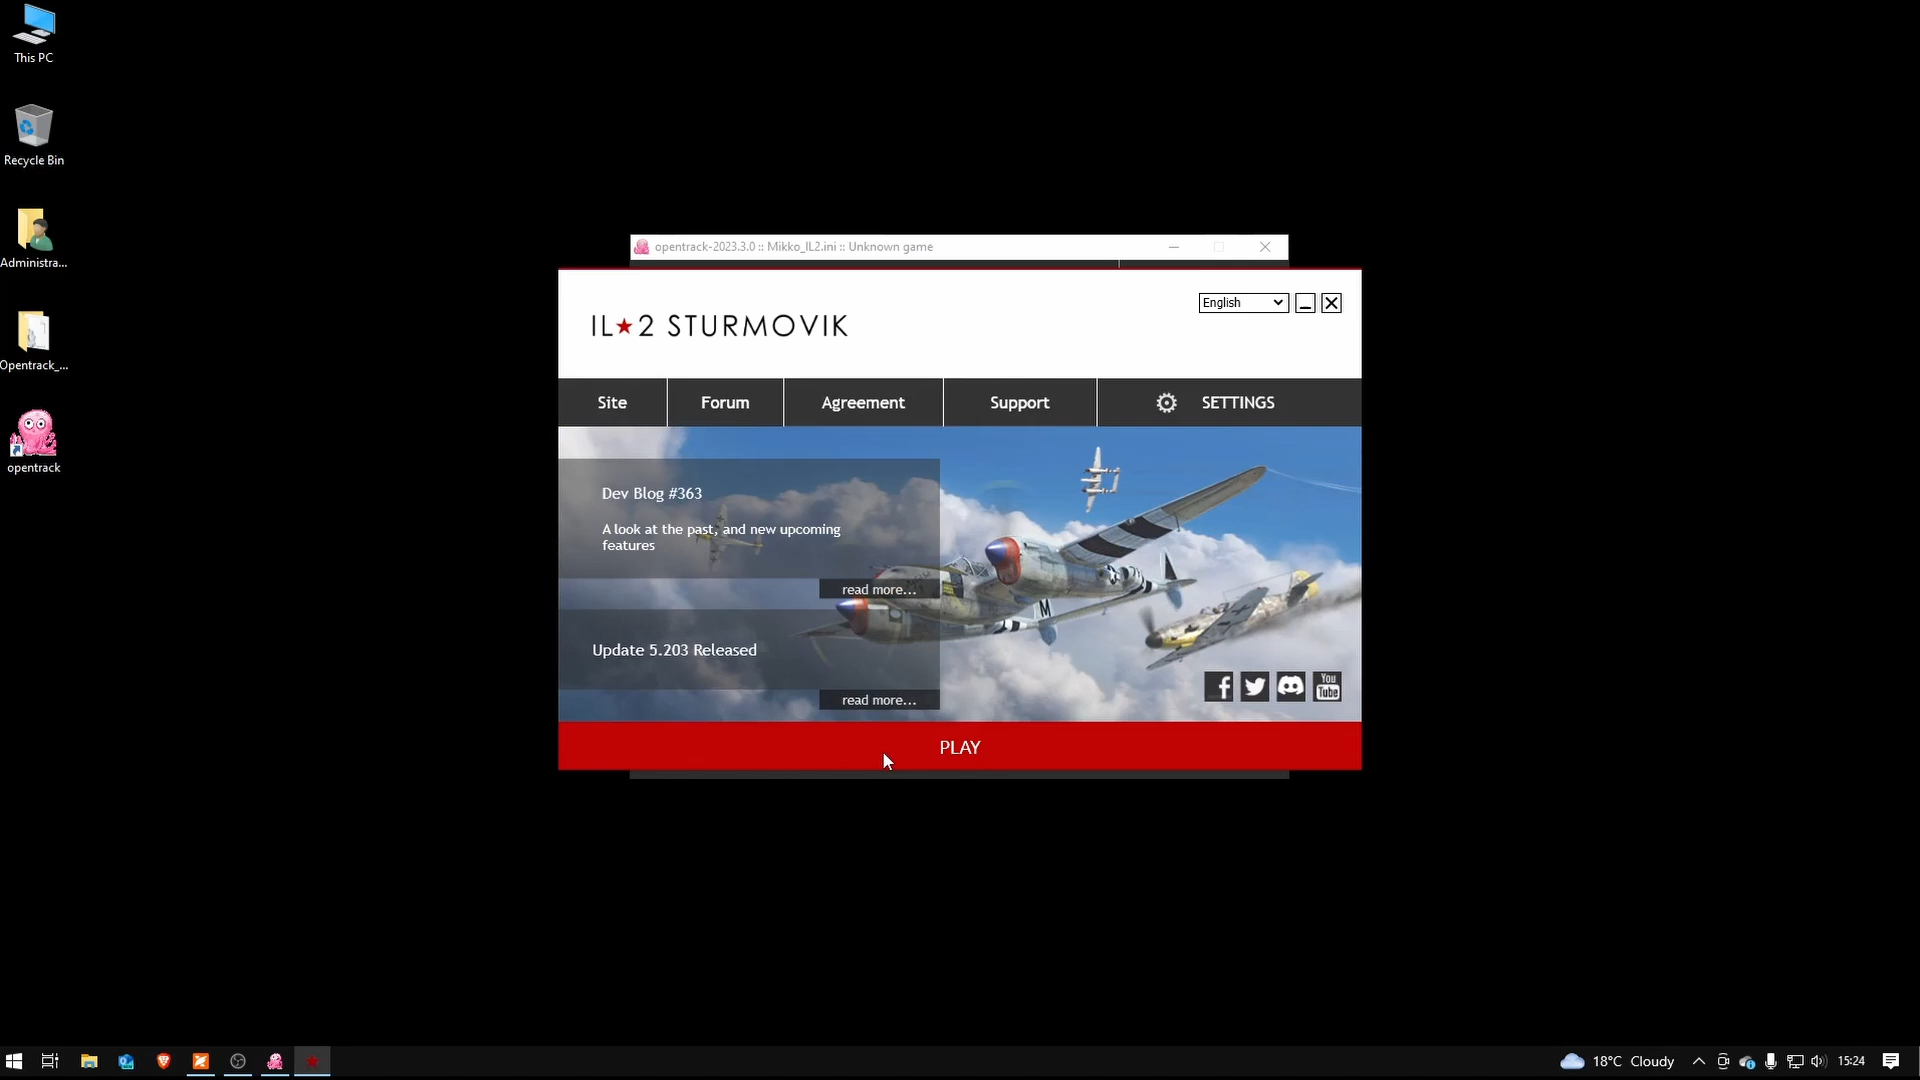 This PC
Recycle Bin
Administra...
Opentrack_...
opentrack
opentrack-2023.3.0 :: Mikko_IL2.ini :: Unknown game
IL★2 STURMOVIK
English
Site
Forum
Agreement
Support
SETTINGS
Dev Blog #363
A look at the past, and new upcoming
features
read more...
Update 5.203 Released
read more...
M
You
Tube
PLAY
18°C Cloudy
15:24